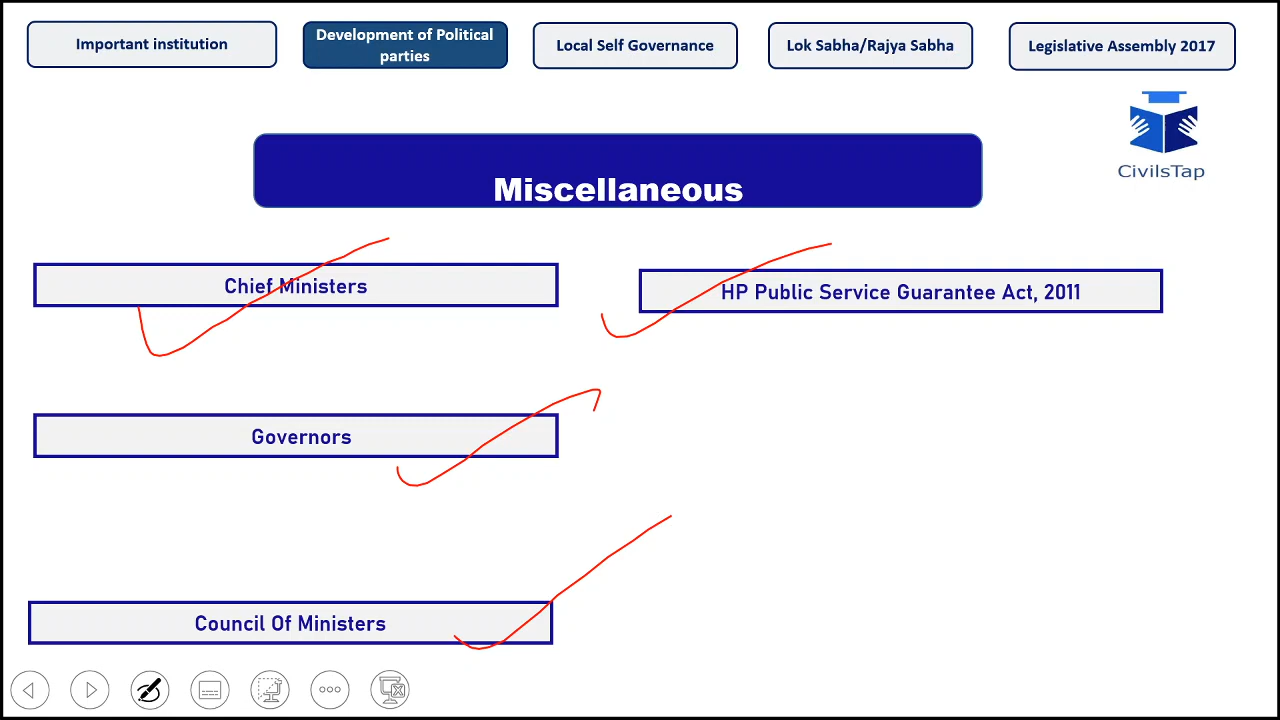 Important institution
Development of Political
parties
Local Self Governance
Lok Sabha/Rajya Sabha
Legislative Assembly 2017
CivilsTap
Miscellaneous
Chief Ministers
HP Public Service Guarantee Act, 2011
Governors
Council Of Ministers